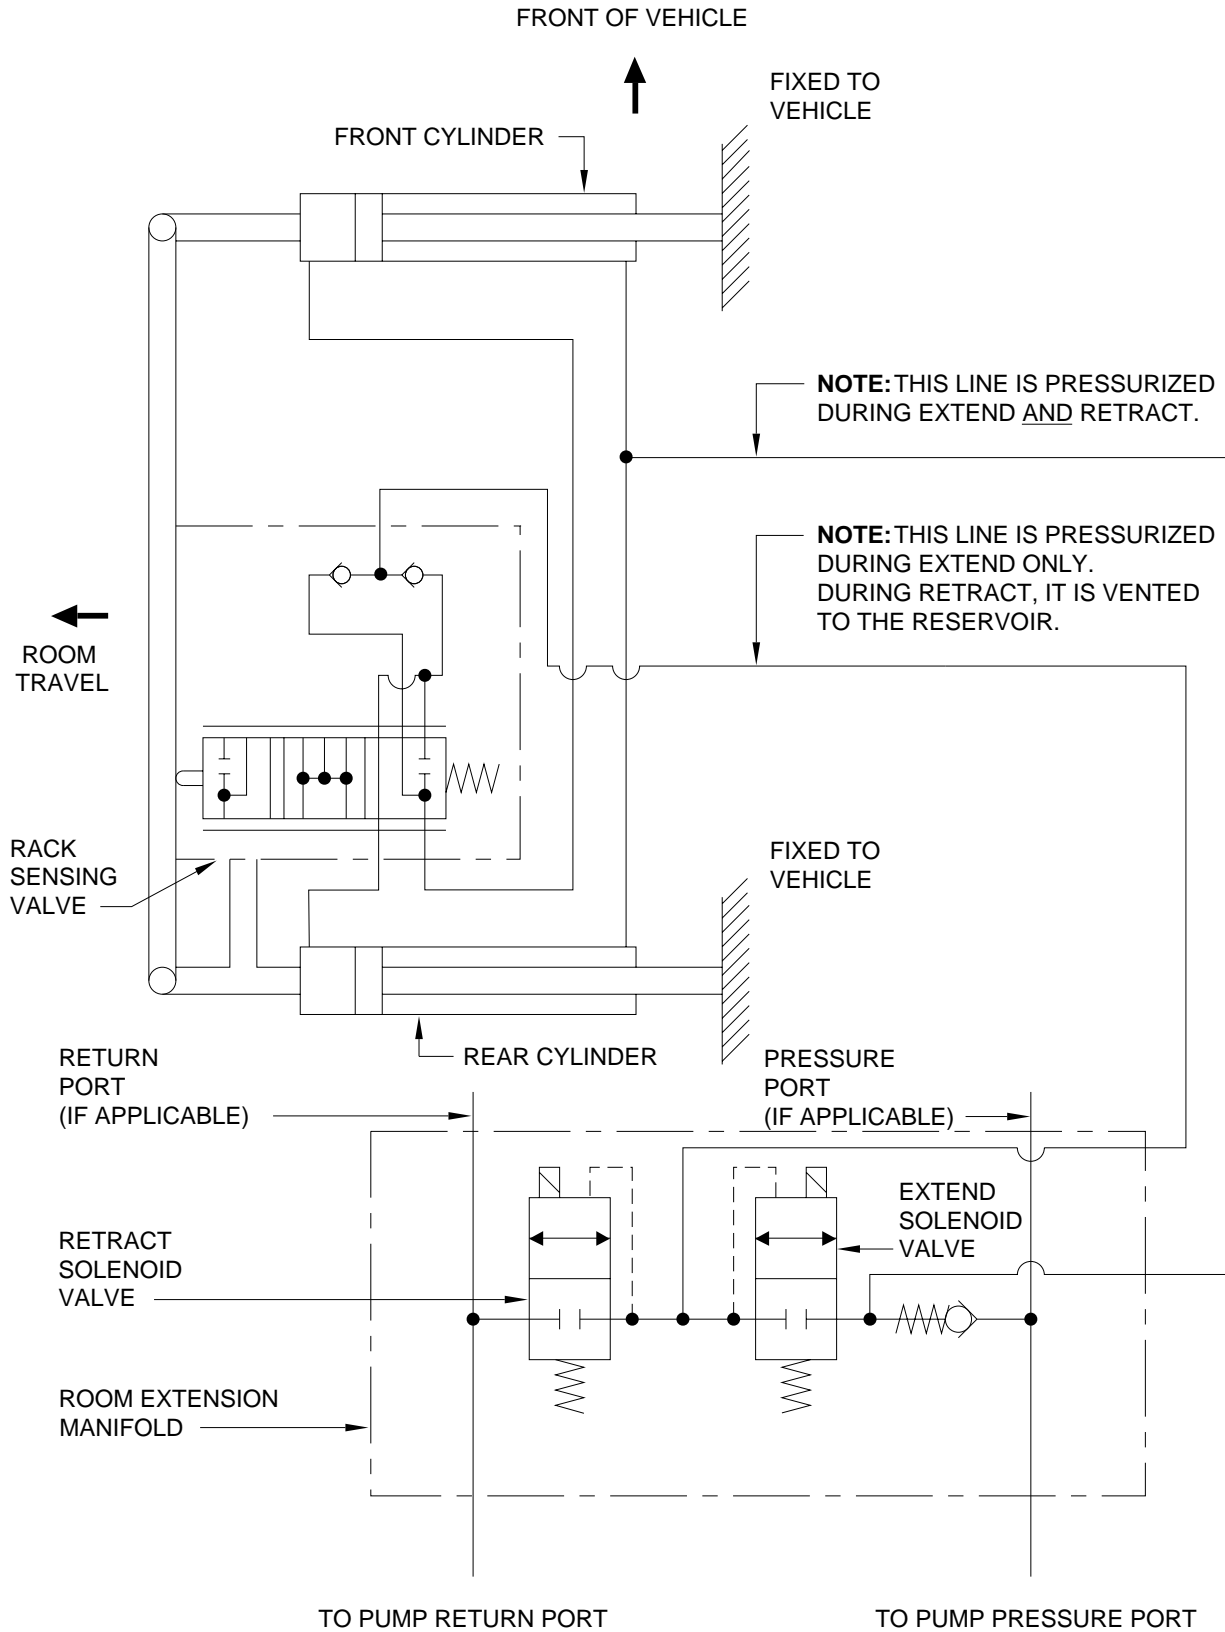 FRONT OF VEHICLE
FIXED TO
VEHICLE
FRONT CYLINDER
NOTE: THIS LINE IS PRESSURIZED
DURING EXTEND AND RETRACT.
NOTE: THIS LINE IS PRESSURIZED
DURING EXTEND ONLY.
DURING RETRACT, IT IS VENTED
TO THE RESERVOIR.
ROOM
TRAVEL
RACK
SENSING
VALVE
FIXED TO
VEHICLE
REAR CYLINDER
RETURN
PORT
(IF APPLICABLE)
PRESSURE
PORT
(IF APPLICABLE)
EXTEND
SOLENOID
VALVE
RETRACT
SOLENOID
VALVE
ROOM EXTENSION
MANIFOLD
TO PUMP RETURN PORT
TO PUMP PRESSURE PORT